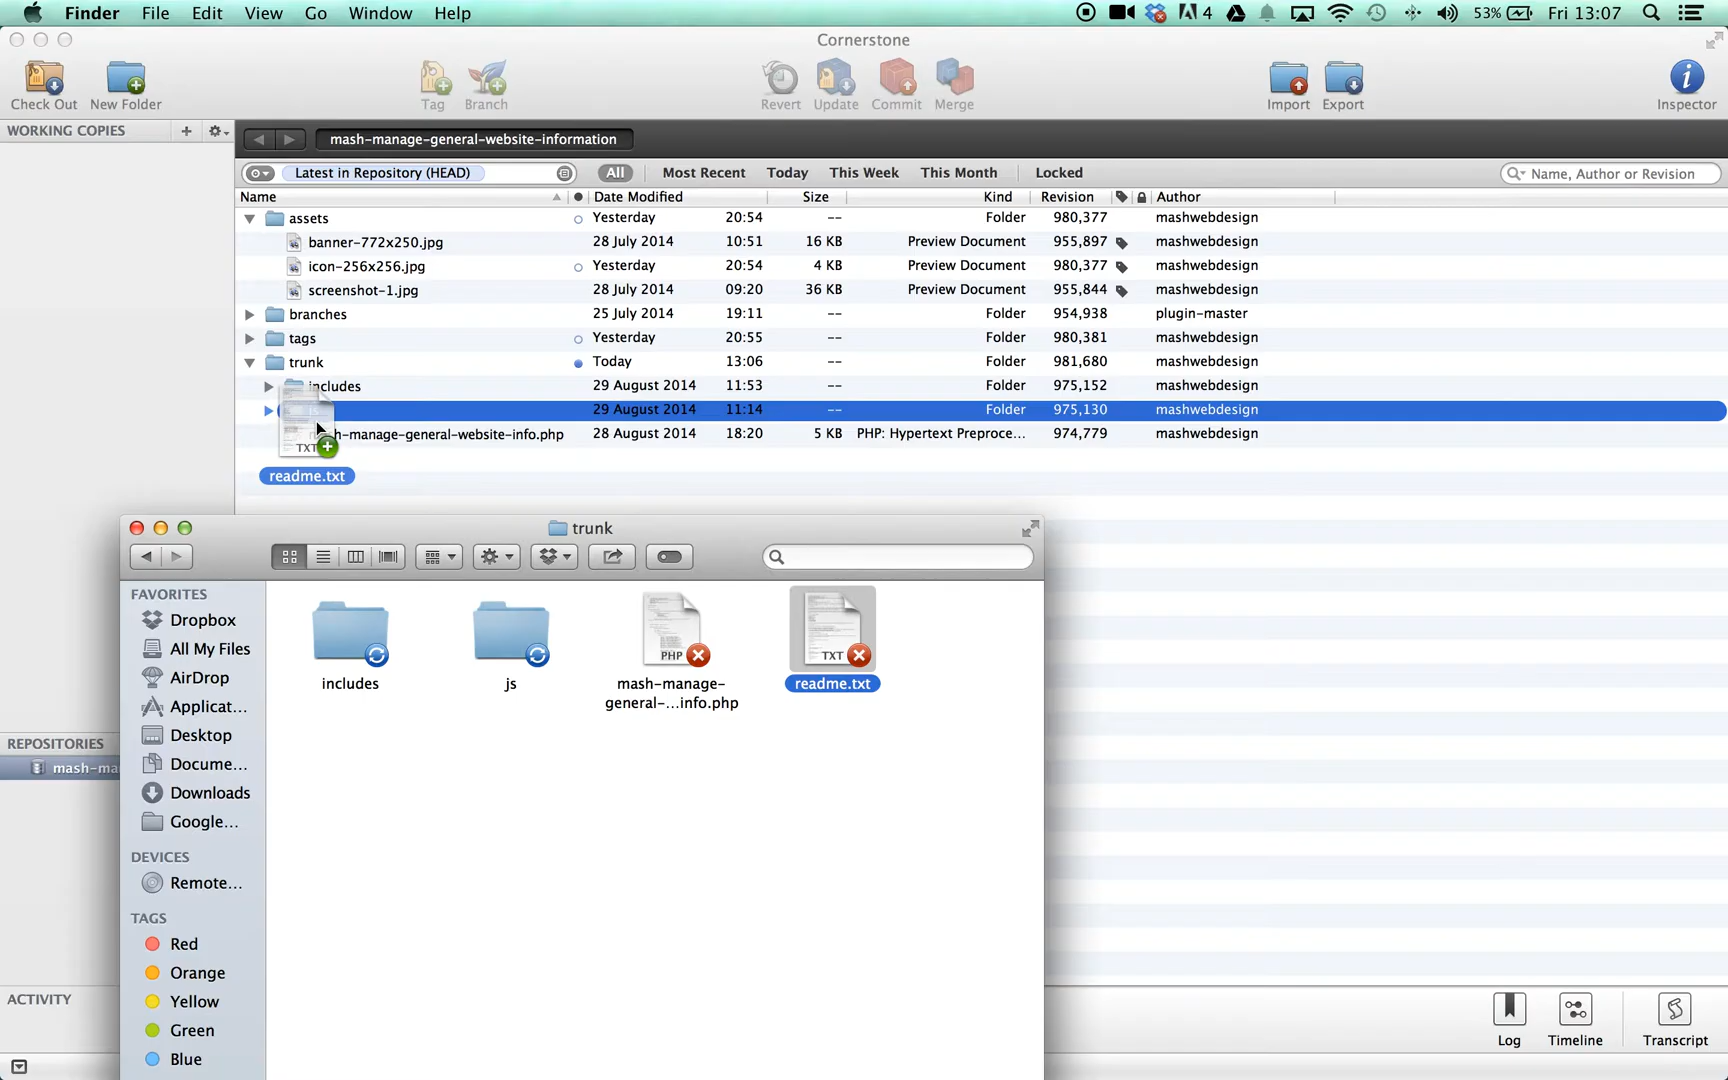 Finder File Edit View Go Window Help 4 53% Fri 13:07
Cornerstone
Check Out New Folder Tag Branch Revert Update Commit Merge Import Export Inspector
WORKING COPIES
mash-manage-general-website-information
Latest in Repository (HEAD) All Most Recent Today This Week This Month Locked Name, Author or Revision
Name Date Modified Size Kind Revision Author
assets Yesterday 20:54 -- Folder 980,377 mashwebdesign
banner-772x250.jpg 28 July 2014 10:51 16 KB Preview Document 955,897 mashwebdesign
icon-256x256.jpg Yesterday 20:54 4 KB Preview Document 980,377 mashwebdesign
screenshot-1.jpg 28 July 2014 09:20 36 KB Preview Document 955,844 mashwebdesign
branches 25 July 2014 19:11 -- Folder 954,938 plugin-master
tags Yesterday 20:55 -- Folder 980,381 mashwebdesign
trunk Today 13:06 -- Folder 981,680 mashwebdesign
includes 29 August 2014 11:53 -- Folder 975,152 mashwebdesign
js 29 August 2014 11:14 -- Folder 975,130 mashwebdesign
h-manage-general-website-info.php 28 August 2014 18:20 5 KB PHP: Hypertext Preproce... 974,779 mashwebdesign
TXT
readme.txt
trunk
FAVORITES
Dropbox
All My Files
AirDrop
Applicat...
Desktop
Docume...
Downloads
Google...
DEVICES
Remote...
TAGS
Red
Orange
Yellow
Green
Blue
PHP TXT
includes js mash-manage-
general-...info.php readme.txt
REPOSITORIES
mash-ma
ACTIVITY
Log Timeline Transcript